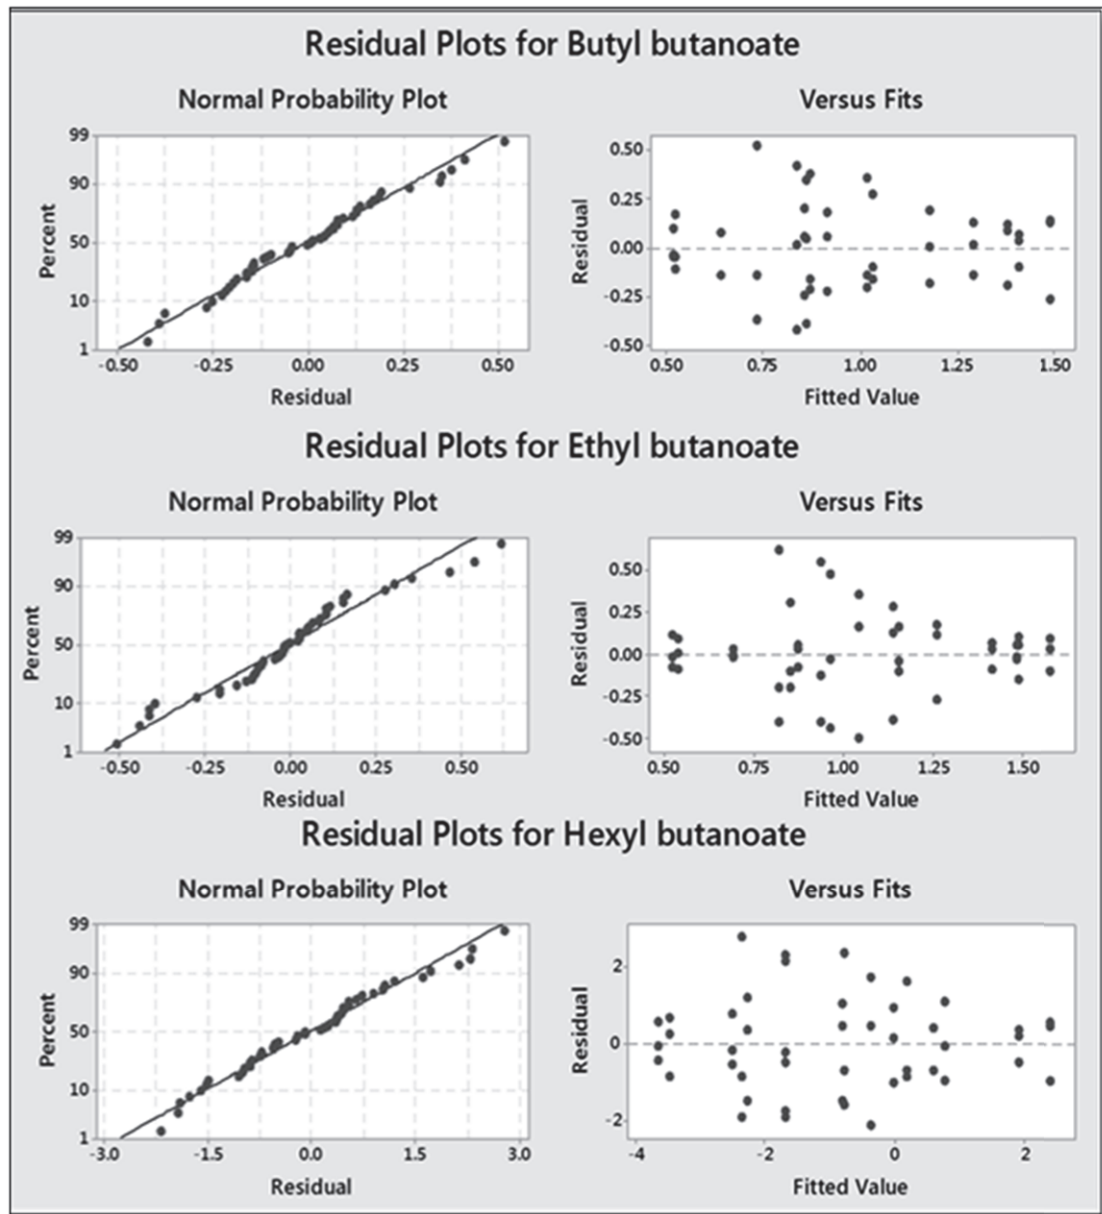 Residual Plots for Butyl butanoate
Normal Probability Plot
Versus Fits
99
90
50
10
1
Percent
-0.50 -0.25 0.00 0.25 0.50
Residual
0.50
0.25
0.00
-0.25
-0.50
Residual
0.50 0.75 1.00 1.25 1.50
Fitted Value
Residual Plots for Ethyl butanoate
Normal Probability Plot
Versus Fits
99
90
50
10
1
Percent
-0.50 -0.25 0.00 0.25 0.50
Residual
0.50
0.25
0.00
-0.25
-0.50
Residual
0.50 0.75 1.00 1.25 1.50
Fitted Value
Residual Plots for Hexyl butanoate
Normal Probability Plot
Versus Fits
99
90
50
10
1
Percent
-3.0 -1.5 0.0 1.5 3.0
Residual
2
0
-2
Residual
-4 -2 0 2
Fitted Value